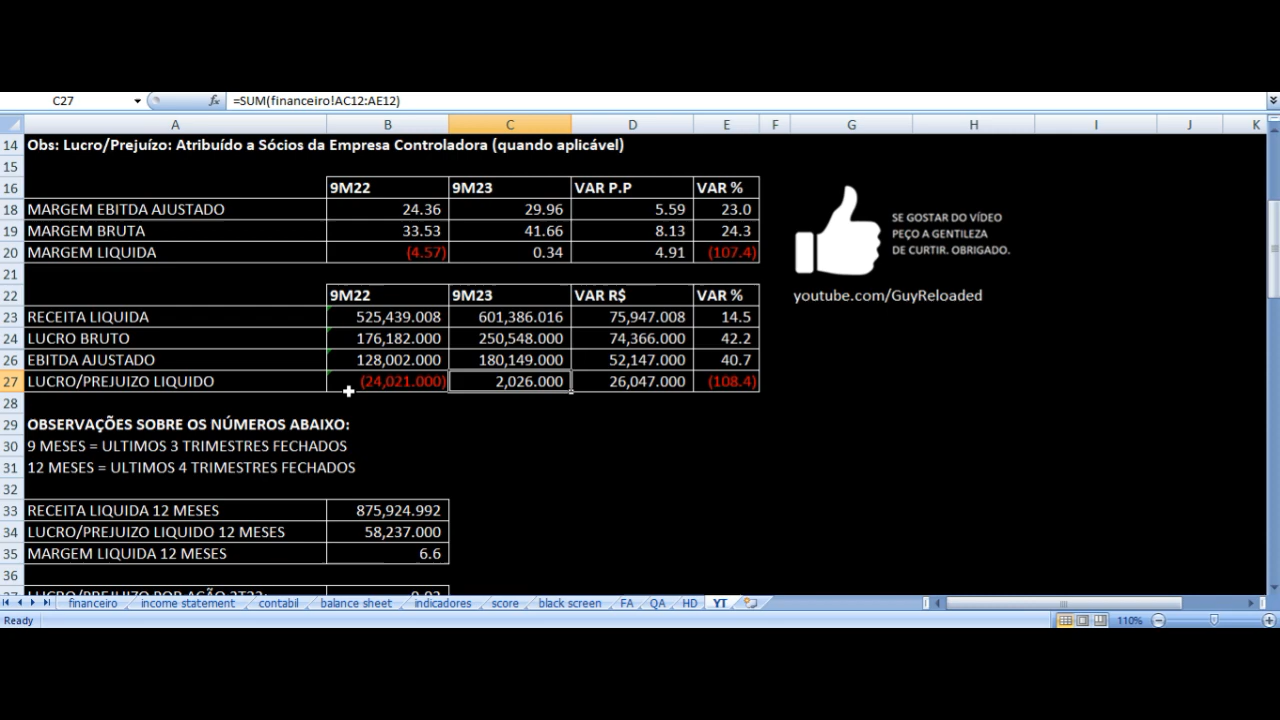 C27 fx =SUM(financeiro!AC12:AE12)
A B C D E F G H I J K
14 Obs: Lucro/Prejuízo: Atribuído a Sócios da Empresa Controladora (quando aplicável)
15
16 9M22 9M23 VAR P.P VAR %
18 MARGEM EBITDA AJUSTADO 24.36 29.96 5.59 23.0
19 MARGEM BRUTA 33.53 41.66 8.13 24.3
20 MARGEM LIQUIDA (4.57) 0.34 4.91 (107.4)
21
22 9M22 9M23 VAR R$ VAR %
23 RECEITA LIQUIDA 525,439.008 601,386.016 75,947.008 14.5
24 LUCRO BRUTO 176,182.000 250,548.000 74,366.000 42.2
26 EBITDA AJUSTADO 128,002.000 180,149.000 52,147.000 40.7
27 LUCRO/PREJUIZO LIQUIDO (24,021.000) 2,026.000 26,047.000 (108.4)
28
29 OBSERVAÇÕES SOBRE OS NÚMEROS ABAIXO:
30 9 MESES = ULTIMOS 3 TRIMESTRES FECHADOS
31 12 MESES = ULTIMOS 4 TRIMESTRES FECHADOS
32
33 RECEITA LIQUIDA 12 MESES 875,924.992
34 LUCRO/PREJUIZO LIQUIDO 12 MESES 58,237.000
35 MARGEM LIQUIDA 12 MESES 6.6
36
SE GOSTAR DO VÍDEO
PEÇO A GENTILEZA
DE CURTIR. OBRIGADO.
youtube.com/GuyReloaded
financeiro income statement contabil balance sheet indicadores score black screen FA QA HD YT
Ready 110%